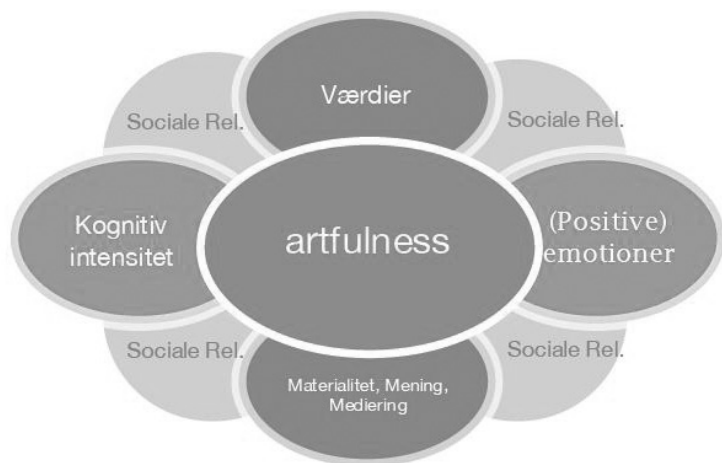 Værdier
Sociale Rel.
Sociale Rel.
Kognitiv
intensitet
artfulness
(Positive)
emotioner
Sociale Rel.
Sociale Rel.
Materialitet, Mening,
Mediering